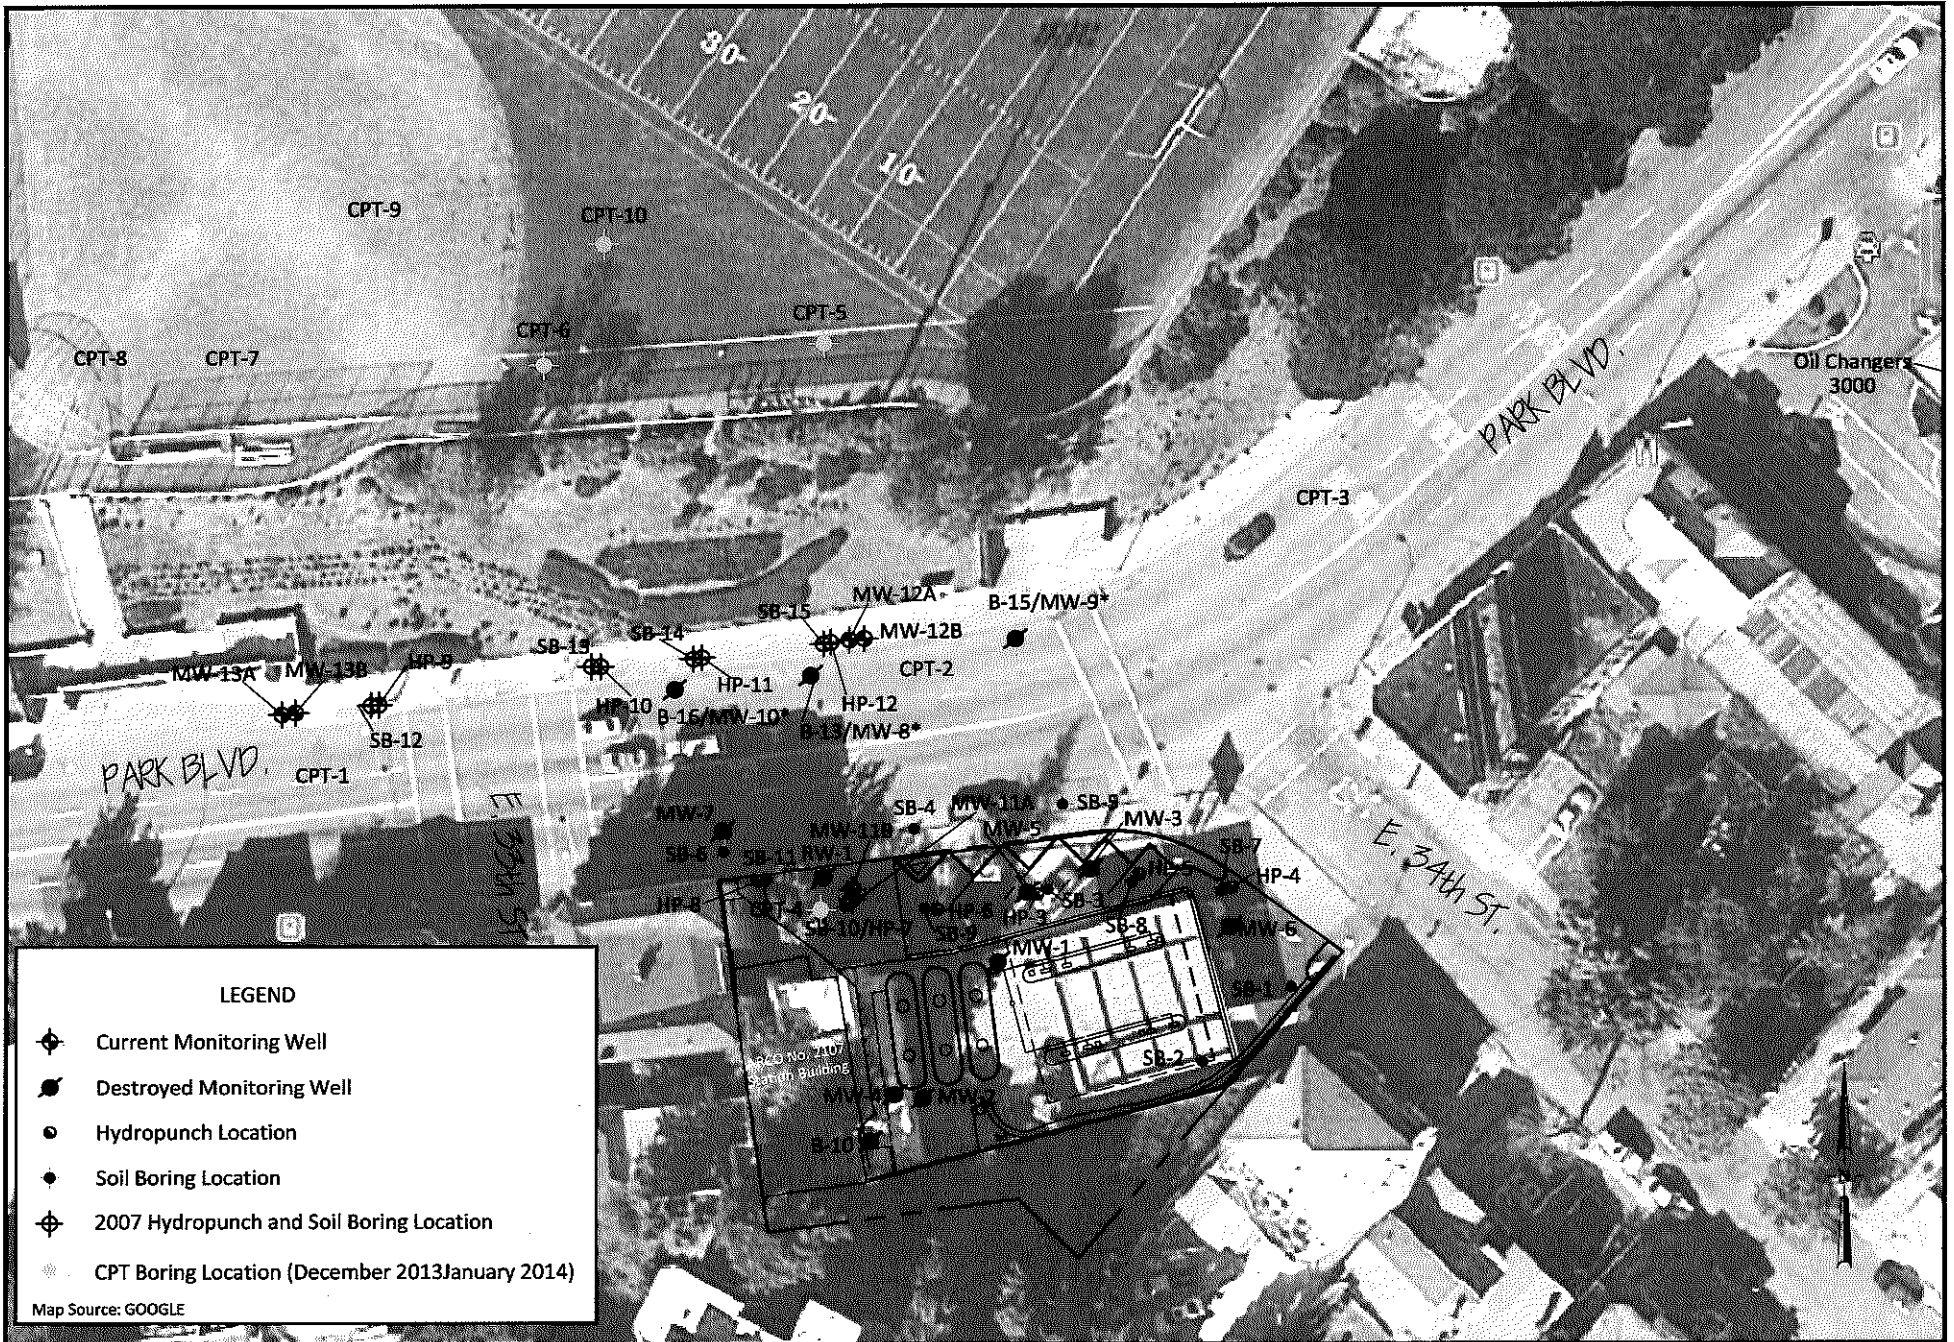 30
20
10
CPT-9
CPT-10
CPT-5
CPT-6
CPT-8
CPT-7
Oil Changers
3000
PARK BLVD.
CPT-3
MW-12A
B-15/MW-9*
SB-15
SB-14
MW-12B
SB-13
CPT-2
MW-13A
MW-13B
HP-9
HP-11
HP-10
HP-12
B-16/MW-10*
B-13/MW-8*
SB-12
PARK BLVD.
CPT-1
MW-7
SB-4
MW-11A
SB-5
MW-3
MW-11B
MW-5
SB-6
SB-11
RW-1
SB-7
HP-5
HP-4
E. 34th ST.
HP-8
CPT-4
HP-6
HP-3
SB-3
SB-10/HP-7
SB-9
SB-8
MW-6
MW-1
SB-1
ARCO No. 2107
Station Building
SB-2
MW-4
MW-2
B-10
LEGEND
Current Monitoring Well
Destroyed Monitoring Well
Hydropunch Location
Soil Boring Location
2007 Hydropunch and Soil Boring Location
CPT Boring Location (December 2013January 2014)
Map Source: GOOGLE